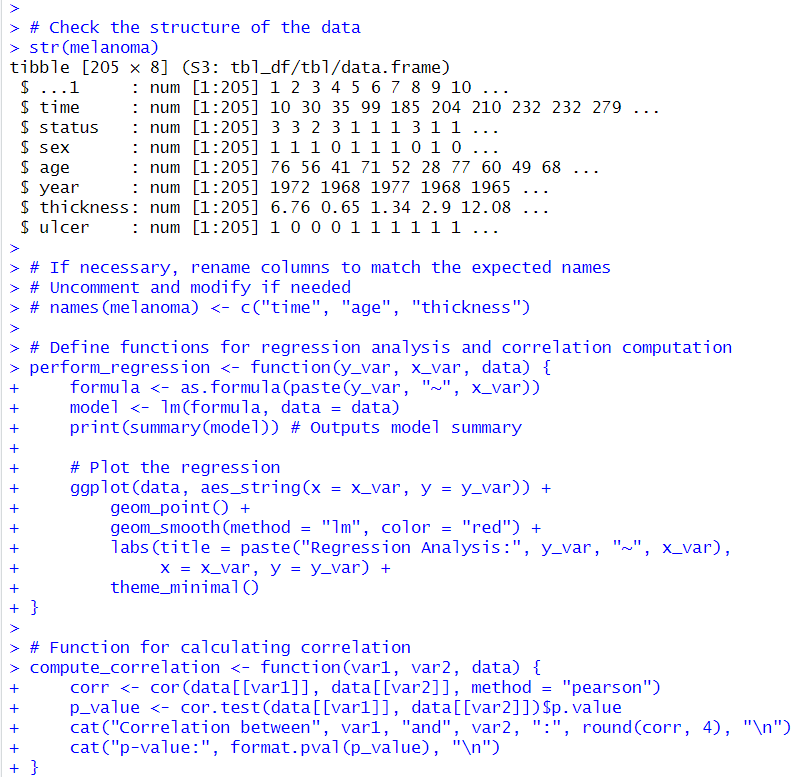 >
> # Check the structure of the data
> str(melanoma)
tibble [205 × 8] (S3: tbl_df/tbl/data.frame)
 $ ...1     : num [1:205] 1 2 3 4 5 6 7 8 9 10 ...
 $ time     : num [1:205] 10 30 35 99 185 204 210 232 232 279 ...
 $ status   : num [1:205] 3 3 2 3 1 1 1 3 1 1 ...
 $ sex      : num [1:205] 1 1 1 0 1 1 1 0 1 0 ...
 $ age      : num [1:205] 76 56 41 71 52 28 77 60 49 68 ...
 $ year     : num [1:205] 1972 1968 1977 1968 1965 ...
 $ thickness: num [1:205] 6.76 0.65 1.34 2.9 12.08 ...
 $ ulcer    : num [1:205] 1 0 0 0 1 1 1 1 1 1 ...
>
> # If necessary, rename columns to match the expected names
> # Uncomment and modify if needed
> # names(melanoma) <- c("time", "age", "thickness")
>
> # Define functions for regression analysis and correlation computation
> perform_regression <- function(y_var, x_var, data) {
+     formula <- as.formula(paste(y_var, "~", x_var))
+     model <- lm(formula, data = data)
+     print(summary(model)) # Outputs model summary
+
+     # Plot the regression
+     ggplot(data, aes_string(x = x_var, y = y_var)) +
+         geom_point() +
+         geom_smooth(method = "lm", color = "red") +
+         labs(title = paste("Regression Analysis:", y_var, "~", x_var),
+              x = x_var, y = y_var) +
+         theme_minimal()
+ }
>
> # Function for calculating correlation
> compute_correlation <- function(var1, var2, data) {
+     corr <- cor(data[[var1]], data[[var2]], method = "pearson")
+     p_value <- cor.test(data[[var1]], data[[var2]])$p.value
+     cat("Correlation between", var1, "and", var2, ":", round(corr, 4), "\n")
+     cat("p-value:", format.pval(p_value), "\n")
+ }